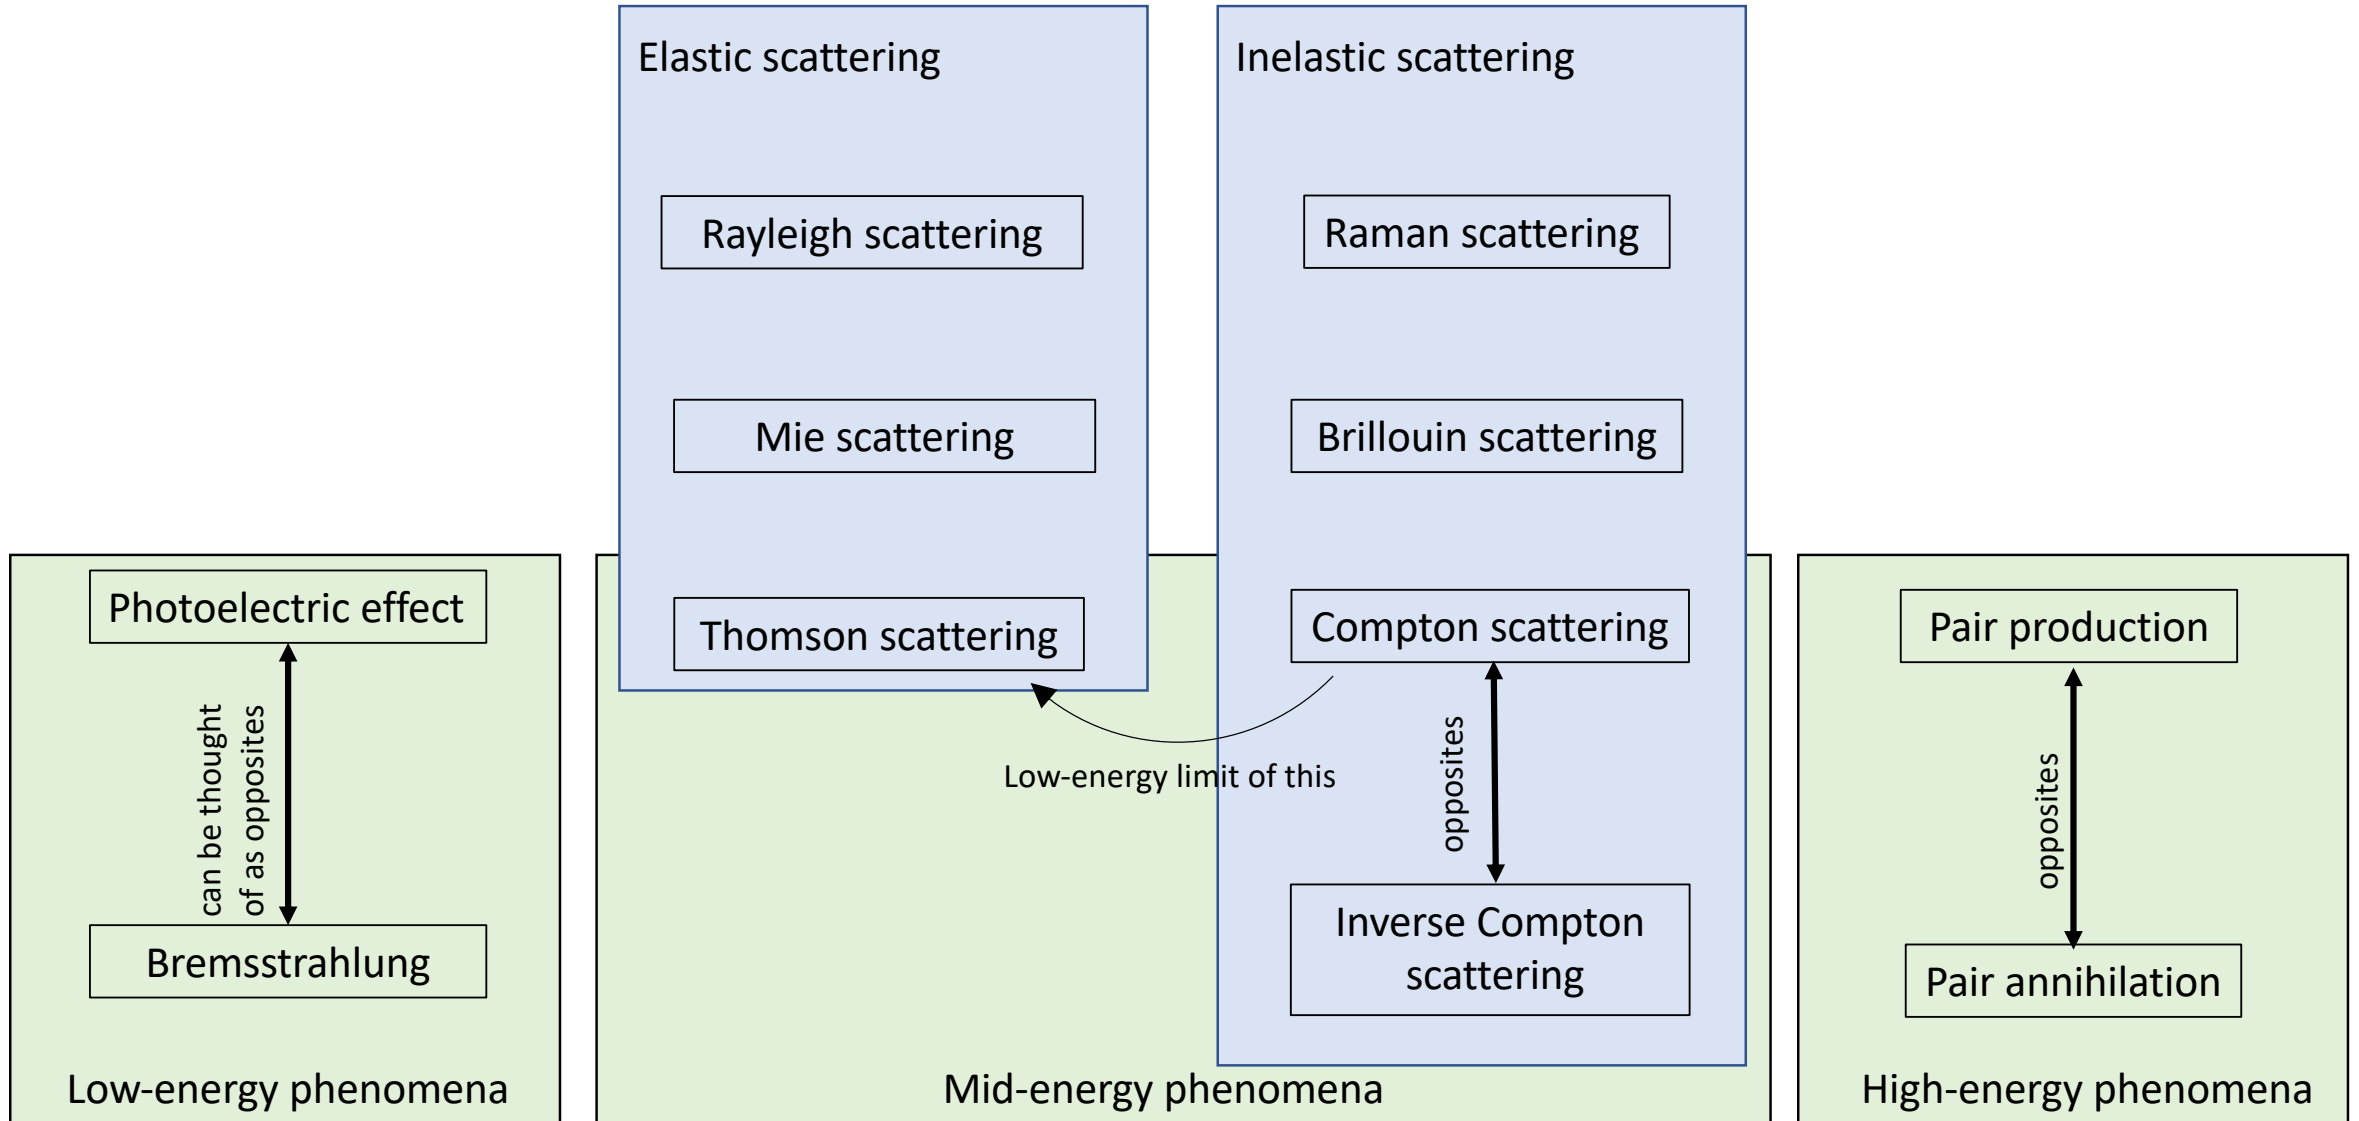 Elastic scattering
Inelastic scattering
Rayleigh scattering
Raman scattering
Mie scattering
Brillouin scattering
Photoelectric effect
Thomson scattering
Compton scattering
Pair production
can be thought
of as opposites
Low-energy limit of this
opposites
opposites
Bremsstrahlung
Inverse Compton
scattering
Pair annihilation
Low-energy phenomena
Mid-energy phenomena
High-energy phenomena